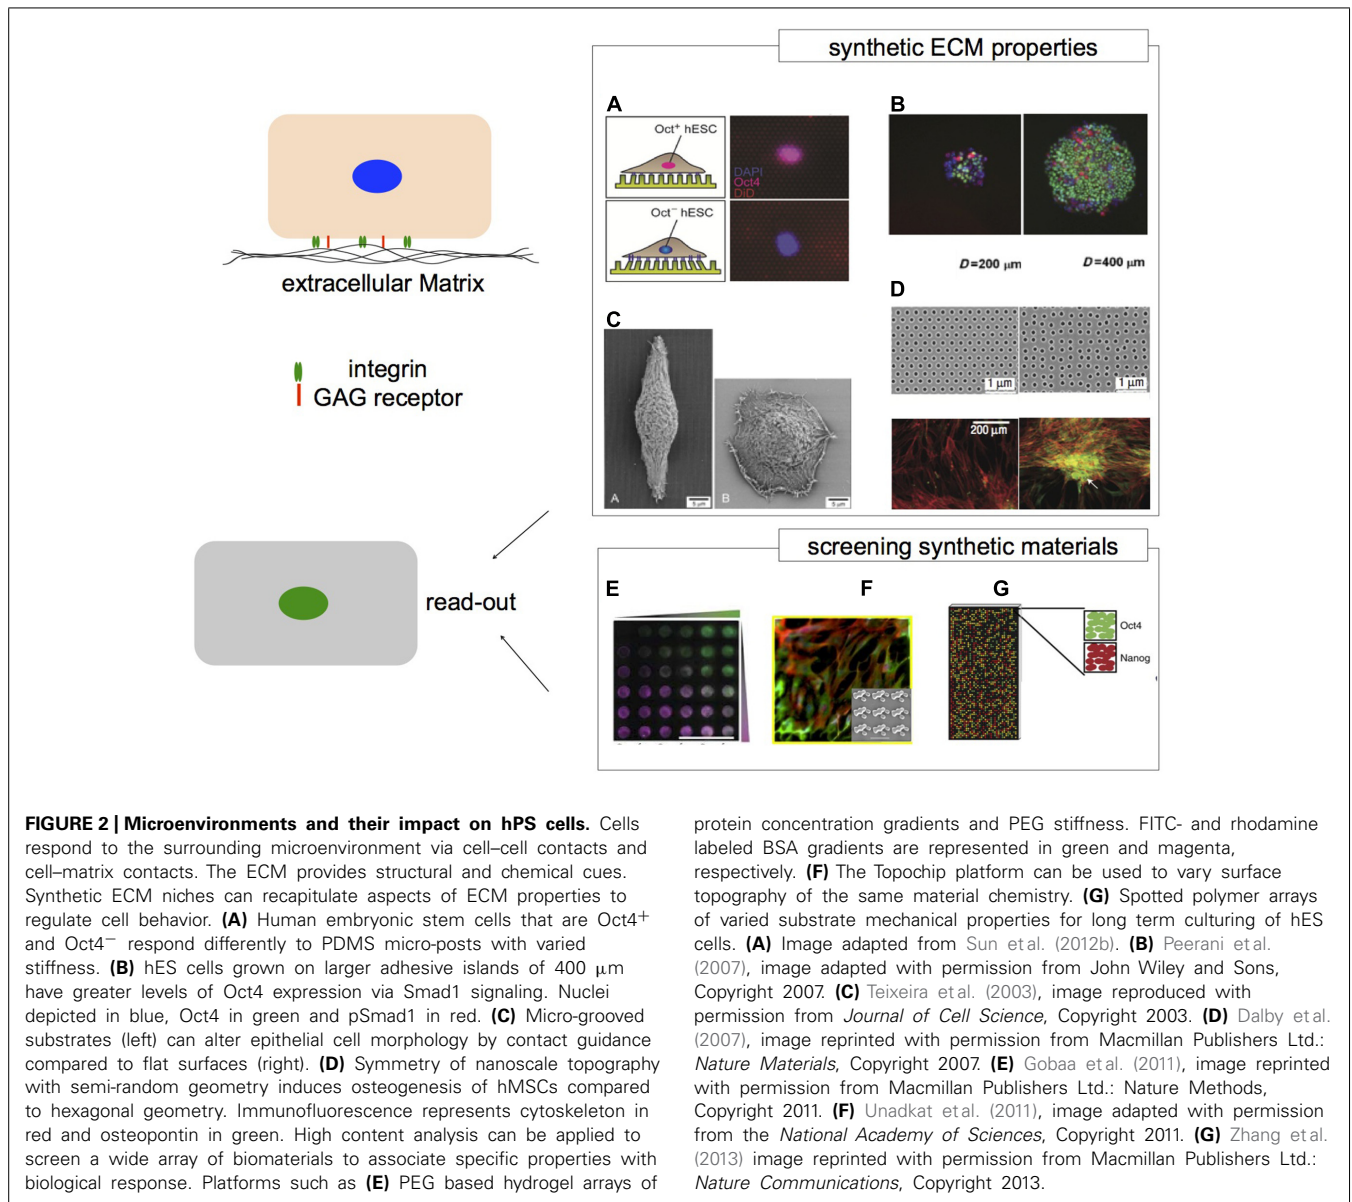 synthetic ECM properties
A
Oct+ hESC
DAPI
Oct4
DiD
Oct− hESC
B
D=200 μm
D=400 μm
extracellular Matrix
integrin
GAG receptor
C
A
5 μm
B
5 μm
D
1 μm
1 μm
200 μm
screening synthetic materials
read-out
E
F
G
Oct4
Nanog
FIGURE 2 | Microenvironments and their impact on hPS cells. Cells
respond to the surrounding microenvironment via cell–cell contacts and
cell–matrix contacts. The ECM provides structural and chemical cues.
Synthetic ECM niches can recapitulate aspects of ECM properties to
regulate cell behavior. (A) Human embryonic stem cells that are Oct4+
and Oct4− respond differently to PDMS micro-posts with varied
stiffness. (B) hES cells grown on larger adhesive islands of 400 μm
have greater levels of Oct4 expression via Smad1 signaling. Nuclei
depicted in blue, Oct4 in green and pSmad1 in red. (C) Micro-grooved
substrates (left) can alter epithelial cell morphology by contact guidance
compared to flat surfaces (right). (D) Symmetry of nanoscale topography
with semi-random geometry induces osteogenesis of hMSCs compared
to hexagonal geometry. Immunofluorescence represents cytoskeleton in
red and osteopontin in green. High content analysis can be applied to
screen a wide array of biomaterials to associate specific properties with
biological response. Platforms such as (E) PEG based hydrogel arrays of
protein concentration gradients and PEG stiffness. FITC- and rhodamine
labeled BSA gradients are represented in green and magenta,
respectively. (F) The Topochip platform can be used to vary surface
topography of the same material chemistry. (G) Spotted polymer arrays
of varied substrate mechanical properties for long term culturing of hES
cells. (A) Image adapted from Sun et al. (2012b). (B) Peerani et al.
(2007), image adapted with permission from John Wiley and Sons,
Copyright 2007. (C) Teixeira et al. (2003), image reproduced with
permission from Journal of Cell Science, Copyright 2003. (D) Dalby et al.
(2007), image reprinted with permission from Macmillan Publishers Ltd.:
Nature Materials, Copyright 2007. (E) Gobaa et al. (2011), image reprinted
with permission from Macmillan Publishers Ltd.: Nature Methods,
Copyright 2011. (F) Unadkat et al. (2011), image adapted with permission
from the National Academy of Sciences, Copyright 2011. (G) Zhang et al.
(2013) image reprinted with permission from Macmillan Publishers Ltd.:
Nature Communications, Copyright 2013.